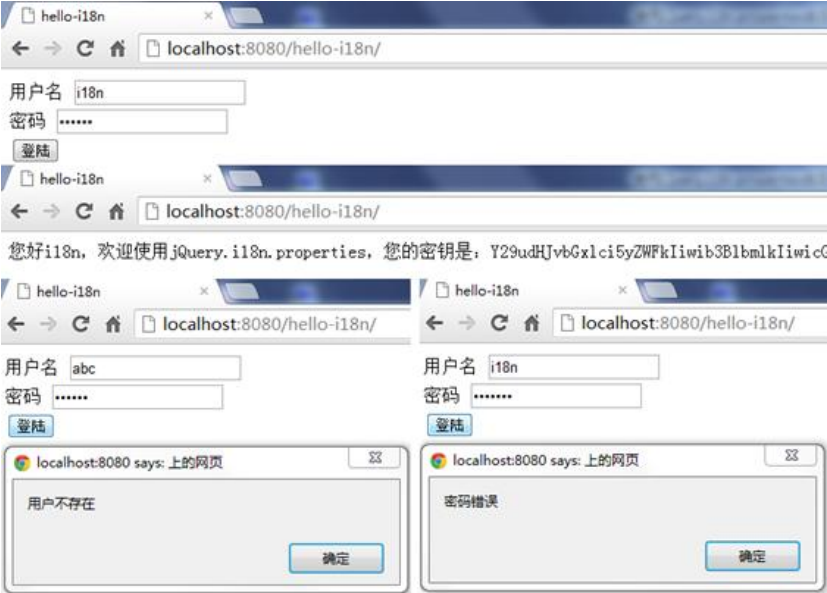 hello-i18n
localhost:8080/hello-i18n/
用户名 i18n
密码 ••••••
登陆
hello-i18n
localhost:8080/hello-i18n/
您好i18n，欢迎使用jQuery.i18n.properties，您的密钥是：Y29udHJvbGxlci5yZWFkIiwib3BlbmlkIiwicG
hello-i18n
localhost:8080/hello-i18n/
用户名 abc
密码 ••••••
登陆
localhost:8080 says: 上的网页
用户不存在
确定
hello-i18n
localhost:8080/hello-i18n/
用户名 i18n
密码 •••••••
登陆
localhost:8080 says: 上的网页
密码错误
确定